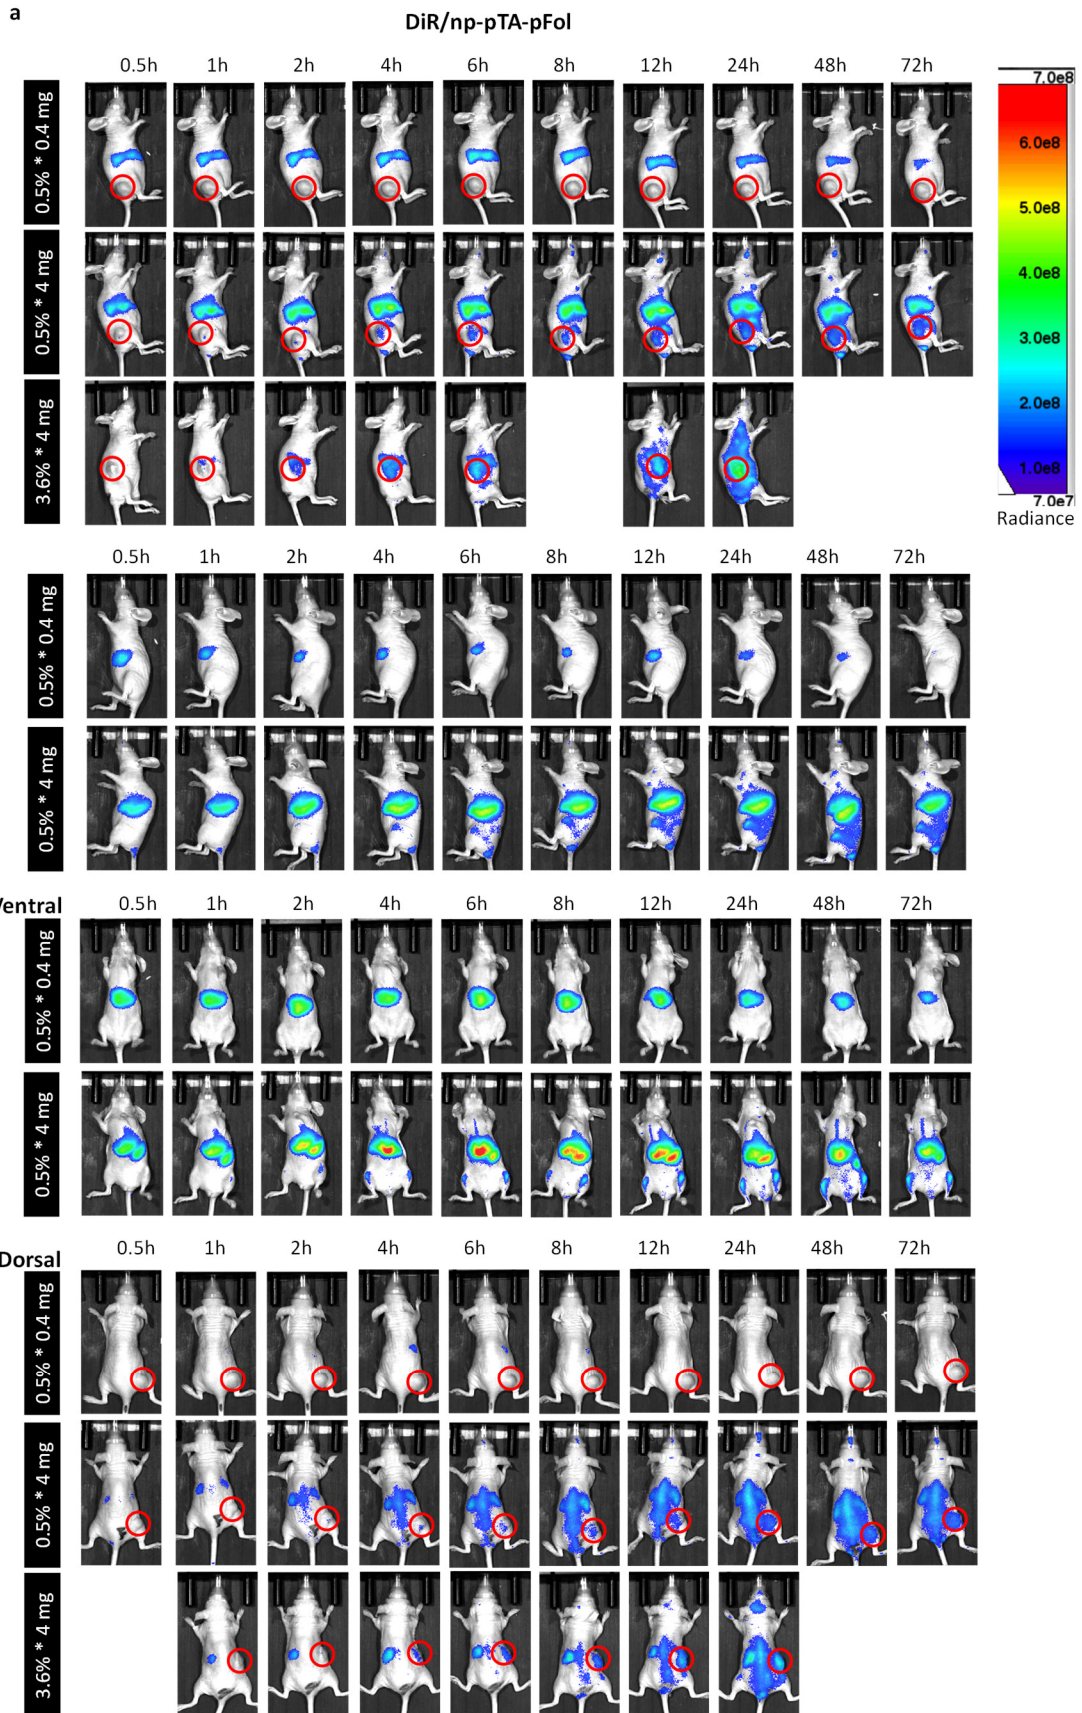 a
DiR/np-pTA-pFol
0.5h 1h 2h 4h 6h 8h 12h 24h 48h 72h
0.5% * 0.4 mg
0.5% * 4 mg
3.6% * 4 mg
7.0e8
6.0e8
5.0e8
4.0e8
3.0e8
2.0e8
1.0e8
7.0e7
Radiance
0.5h 1h 2h 4h 6h 8h 12h 24h 48h 72h
0.5% * 0.4 mg
0.5% * 4 mg
Ventral
0.5h 1h 2h 4h 6h 8h 12h 24h 48h 72h
0.5% * 0.4 mg
0.5% * 4 mg
Dorsal
0.5h 1h 2h 4h 6h 8h 12h 24h 48h 72h
0.5% * 0.4 mg
0.5% * 4 mg
3.6% * 4 mg